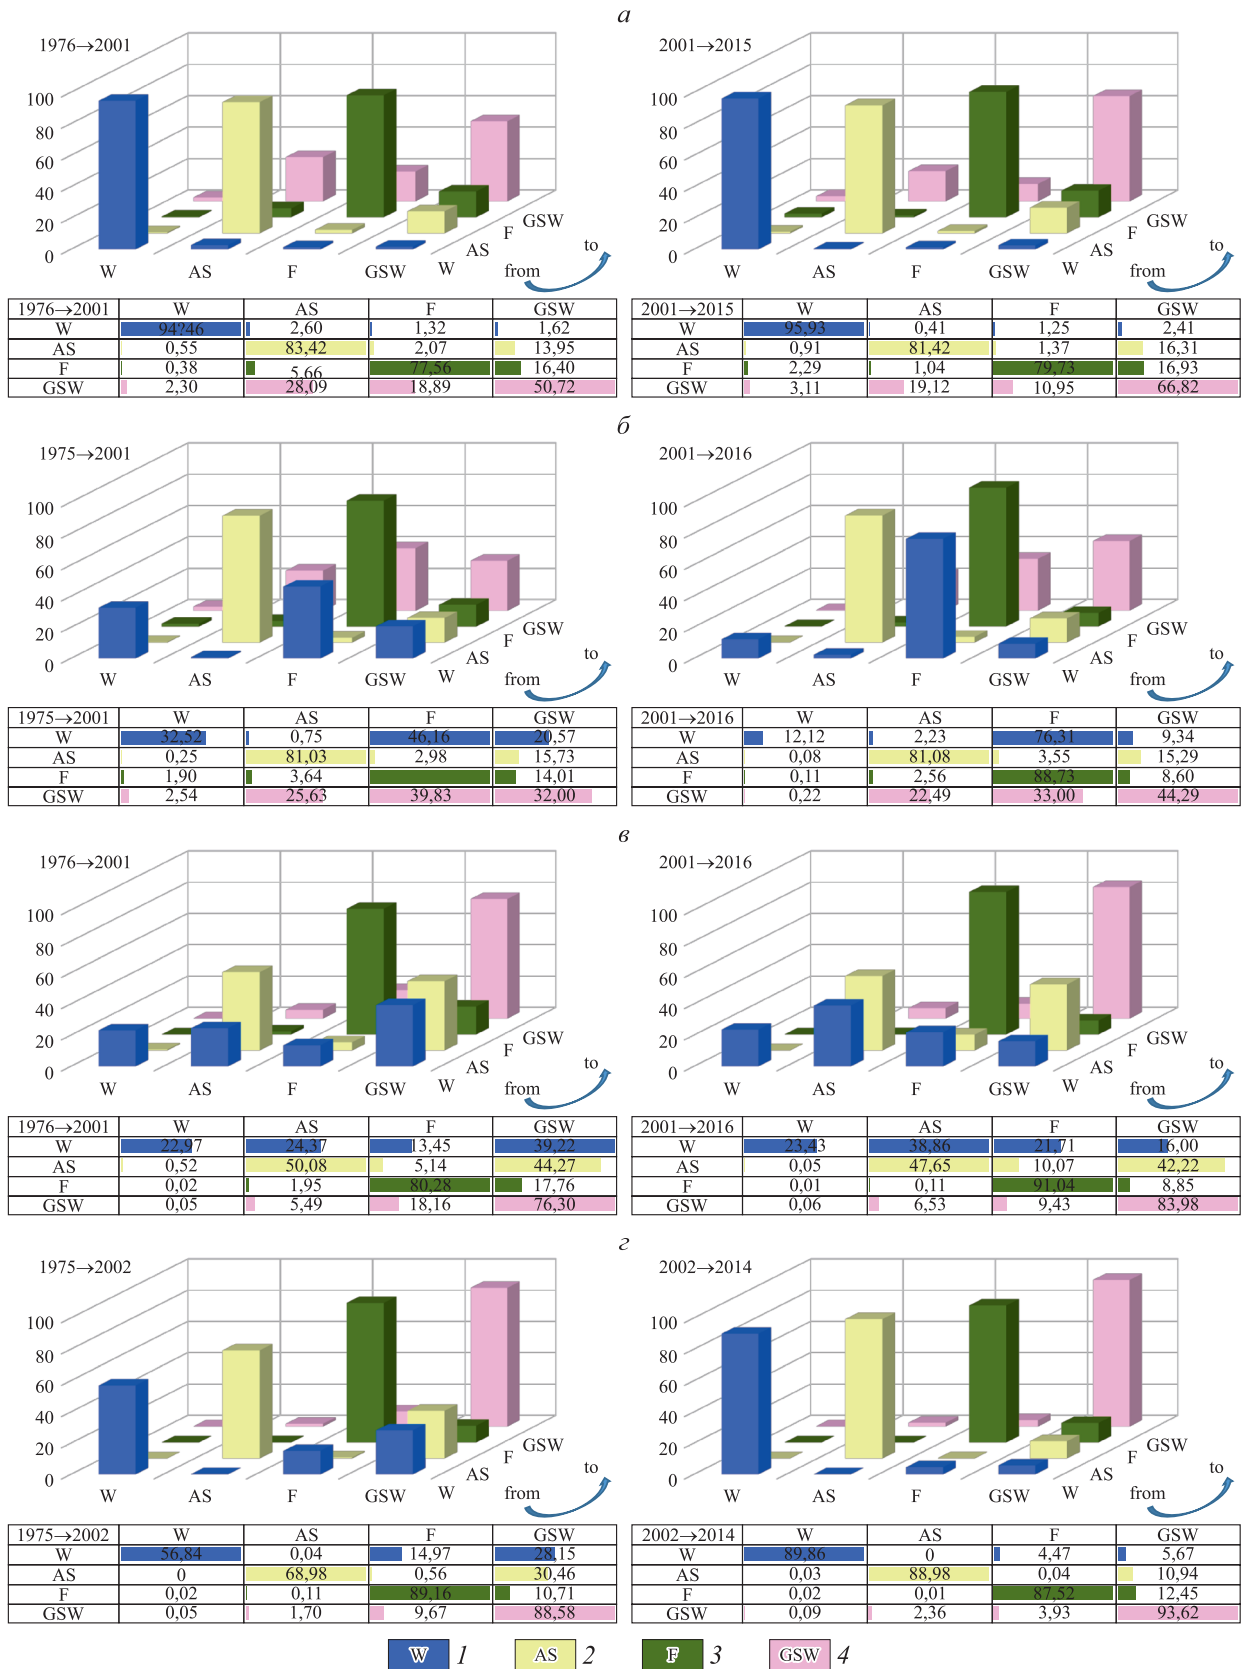 а
1976→2001
100
80
60
40
20
0
W AS F GSW
W AS F GSW
from to
2001→2015
100
80
60
40
20
0
W AS F GSW
W AS F GSW
from to
1976→2001 W AS F GSW
W 94?46 2,60 1,32 1,62
AS 0,55 83,42 2,07 13,95
F 0,38 5,66 77,56 16,40
GSW 2,30 28,09 18,89 50,72
2001→2015 W AS F GSW
W 95,93 0,41 1,25 2,41
AS 0,91 81,42 1,37 16,31
F 2,29 1,04 79,73 16,93
GSW 3,11 19,12 10,95 66,82
б
1975→2001
100
80
60
40
20
0
W AS F GSW
W AS F GSW
from to
2001→2016
100
80
60
40
20
0
W AS F GSW
W AS F GSW
from to
1975→2001 W AS F GSW
W 32,52 0,75 46,16 20,57
AS 0,25 81,03 2,98 15,73
F 1,90 3,64 14,01
GSW 2,54 25,63 39,83 32,00
2001→2016 W AS F GSW
W 12,12 2,23 76,31 9,34
AS 0,08 81,08 3,55 15,29
F 0,11 2,56 88,73 8,60
GSW 0,22 22,49 33,00 44,29
в
1976→2001
100
80
60
40
20
0
W AS F GSW
W AS F GSW
from to
2001→2016
100
80
60
40
20
0
W AS F GSW
W AS F GSW
from to
1976→2001 W AS F GSW
W 22,97 24,37 13,45 39,22
AS 0,52 50,08 5,14 44,27
F 0,02 1,95 80,28 17,76
GSW 0,05 5,49 18,16 76,30
2001→2016 W AS F GSW
W 23,43 38,86 21,71 16,00
AS 0,05 47,65 10,07 42,22
F 0,01 0,11 91,04 8,85
GSW 0,06 6,53 9,43 83,98
г
1975→2002
100
80
60
40
20
0
W AS F GSW
W AS F GSW
from to
2002→2014
100
80
60
40
20
0
W AS F GSW
W AS F GSW
from to
1975→2002 W AS F GSW
W 56,84 0,04 14,97 28,15
AS 0 68,98 0,56 30,46
F 0,02 0,11 89,16 10,71
GSW 0,05 1,70 9,67 88,58
2002→2014 W AS F GSW
W 89,86 0 4,47 5,67
AS 0,03 88,98 0,04 10,94
F 0,02 0,01 87,52 12,45
GSW 0,09 2,36 3,93 93,62
W 1 AS 2 F 3 GSW 4